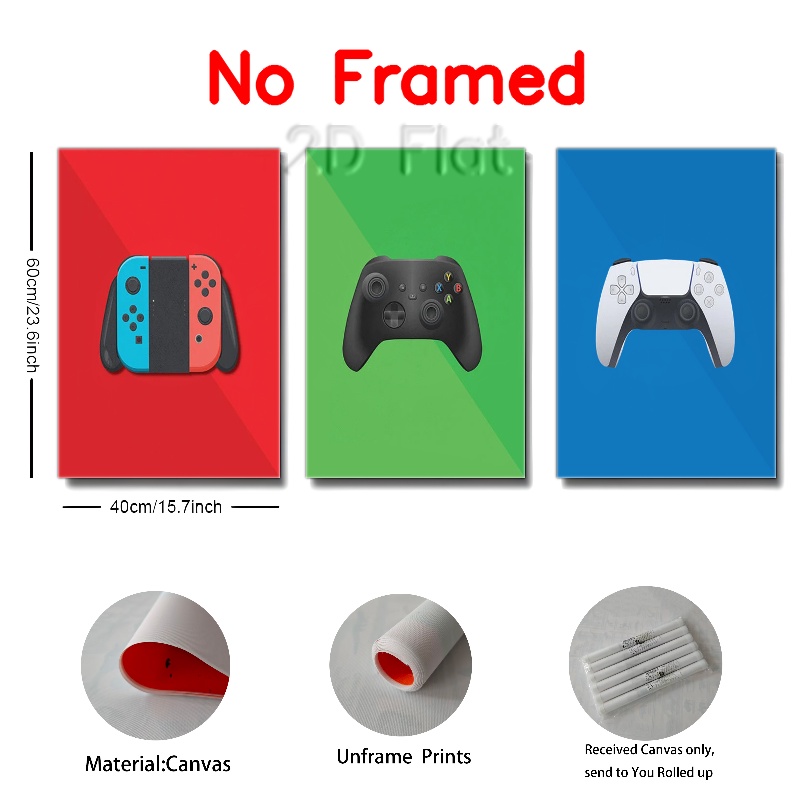 No Framed
2D Flat
60cm/23.6inch
Y
X B
A
40cm/15.7inch
Material:Canvas
Unframe Prints
Received Canvas only,
send to You Rolled up